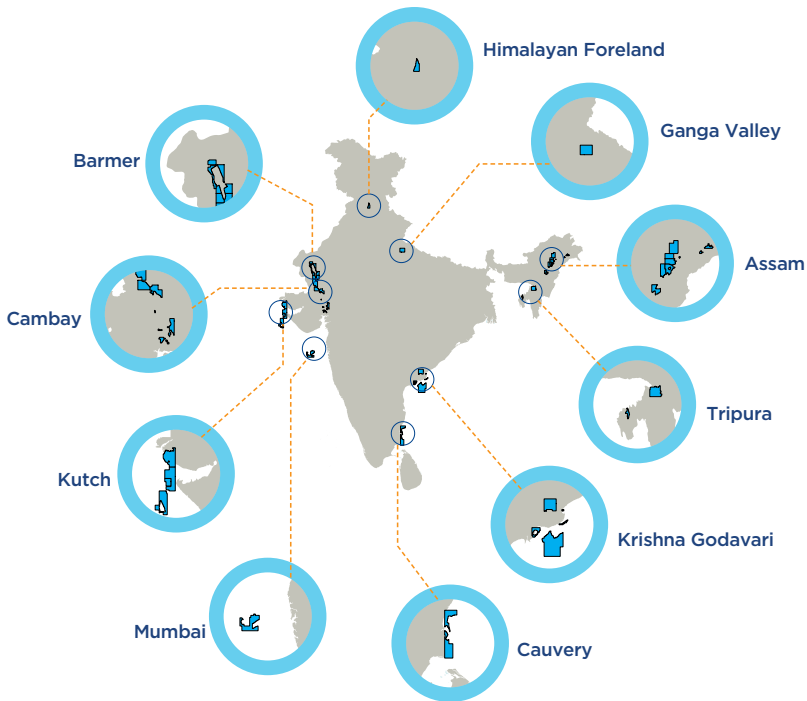 Himalayan Foreland
Ganga Valley
Barmer
Assam
Cambay
Tripura
Kutch
Krishna Godavari
Mumbai
Cauvery